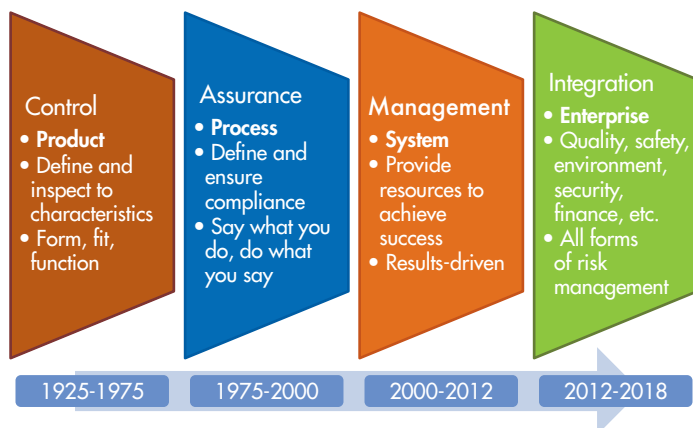 Control
• Product
• Define and
inspect to
characteristics
• Form, fit,
function
Assurance
• Process
• Define and
ensure
compliance
• Say what you
do, do what
you say
Management
• System
• Provide
resources to
achieve
success
• Results-driven
Integration
• Enterprise
• Quality, safety,
environment,
security,
finance, etc.
• All forms
of risk
management
1925-1975
1975-2000
2000-2012
2012-2018